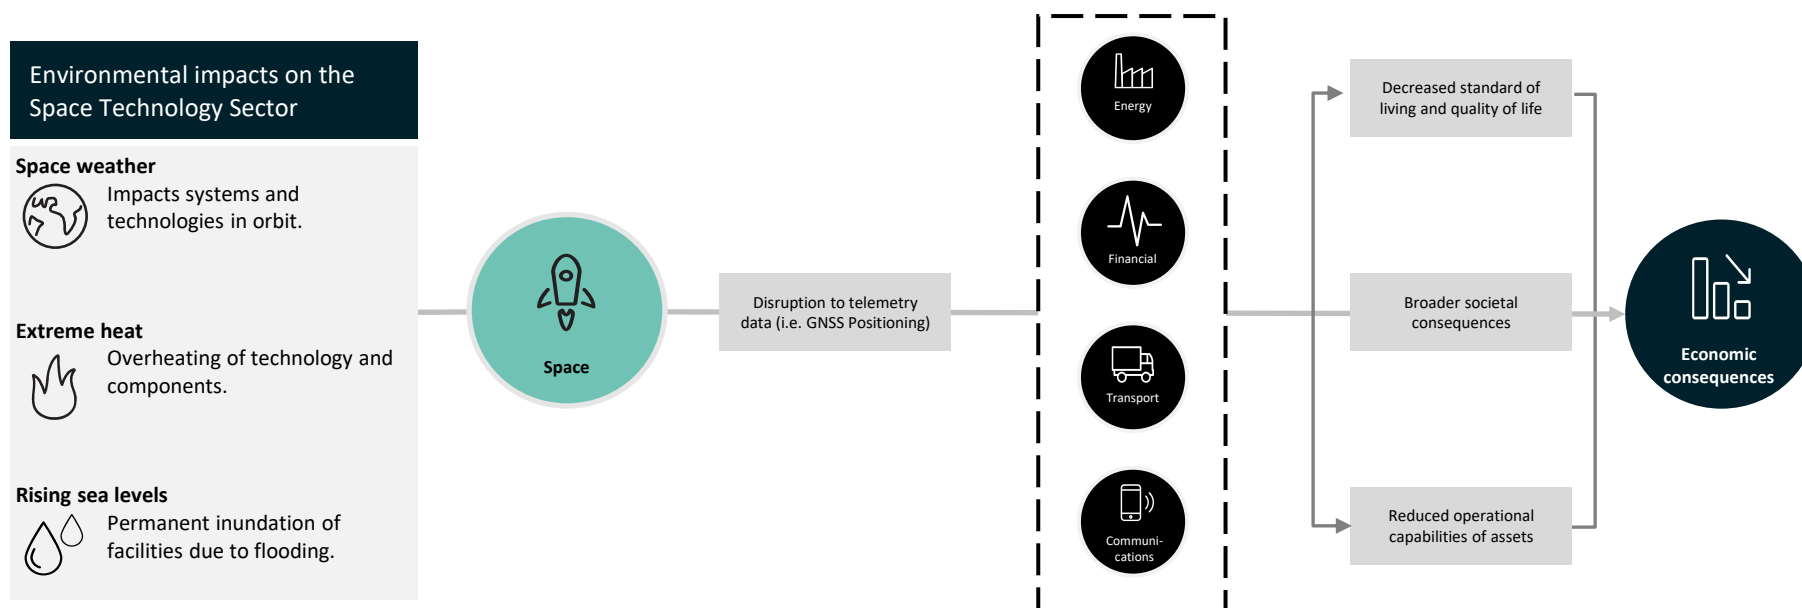 Environmental impacts on the
Space Technology Sector
Space weather
Impacts systems and
technologies in orbit.
Extreme heat
Overheating of technology and
components.
Rising sea levels
Permanent inundation of
facilities due to flooding.
Space
Disruption to telemetry
data (i.e. GNSS Positioning)
Energy
Financial
Transport
Communi-
cations
Decreased standard of
living and quality of life
Broader societal
consequences
Reduced operational
capabilities of assets
Economic
consequences